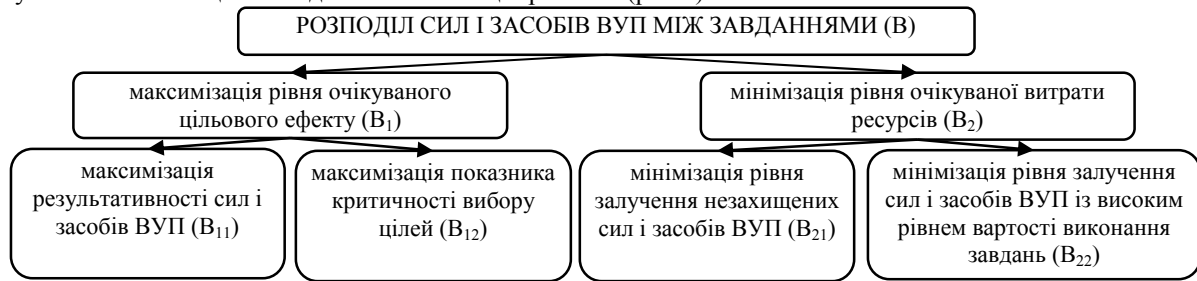 РОЗПОДІЛ СИЛ І ЗАСОБІВ ВУП МІЖ ЗАВДАННЯМИ (В)
максимізація рівня очікуваного
цільового ефекту (В₁)
мінімізація рівня очікуваної витрати
ресурсів (В₂)
максимізація
результативності сил і
засобів ВУП (В₁₁)
максимізація показника
критичності вибору
цілей (В₁₂)
мінімізація рівня
залучення незахищених
сил і засобів ВУП (В₂₁)
мінімізація рівня залучення
сил і засобів ВУП із високим
рівнем вартості виконання
завдань (В₂₂)